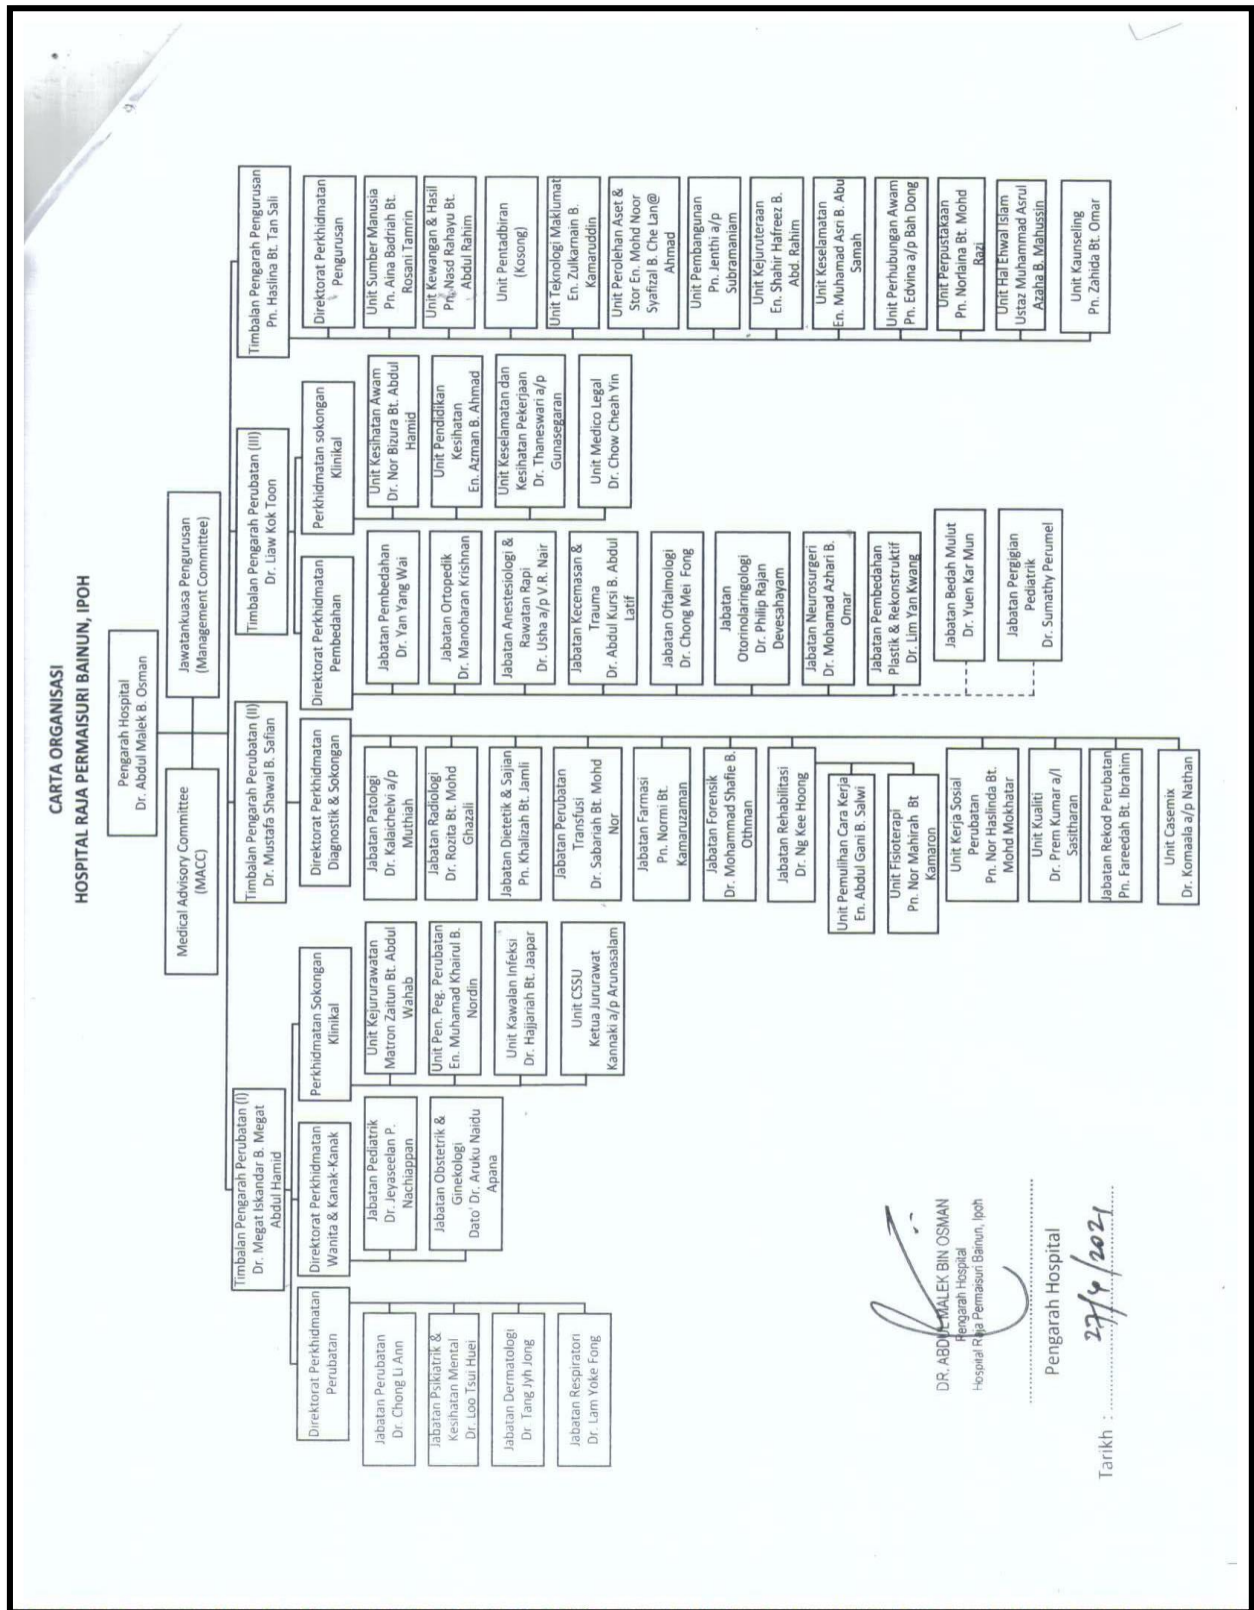 CARTA ORGANISASI
HOSPITAL RAJA PERMAISURI BAINUN, IPOH
Pengarah Hospital
Dr. Abdul Malek B. Osman
Medical Advisory Committee
(MACC)
Jawatankuasa Pengurusan
(Management Committee)
Timbalan Pengarah Perubatan (I)
Dr. Megat Iskandar B. Megat
Abdul Hamid
Direktorat Perkhidmatan
Perubatan
Jabatan Perubatan
Dr. Chong Li Ann
Jabatan Psikiatrik &
Kesihatan Mental
Dr. Loo Tsui Huei
Jabatan Dermatologi
Dr Tang Jyh Jong
Jabatan Respiratori
Dr. Lam Yoke Fong
Direktorat Perkhidmatan
Wanita & Kanak-Kanak
Jabatan Pediatrik
Dr. Jeyaseelan P.
Nachiappan
Jabatan Obstetrik &
Ginekologi
Dato' Dr. Aruku Naidu
Apana
Perkhidmatan Sokongan
Klinikal
Unit Kejururawatan
Matron Zaitun Bt. Abdul
Wahab
Unit Pen. Peg. Perubatan
En. Muhamad Khairul B.
Nordin
Unit Kawalan Infeksi
Dr. Hajjariah Bt. Jaapar
Unit CSSU
Ketua Jururawat
Kannaki a/p Arunasalam
Timbalan Pengarah Perubatan (II)
Dr. Mustafa Shawal B. Safian
Direktorat Perkhidmatan
Diagnostik & Sokongan
Jabatan Patologi
Dr. Kalaichelvi a/p
Muthiah
Jabatan Radiologi
Dr. Rozita Bt. Mohd
Ghazali
Jabatan Dietetik & Sajian
Pn. Khalizah Bt. Jamli
Jabatan Perubatan
Transfusi
Dr. Sabariah Bt. Mohd
Nor
Jabatan Farmasi
Pn. Normi Bt.
Kamaruzaman
Jabatan Forensik
Dr. Mohammad Shafie B.
Othman
Jabatan Rehabilitasi
Dr. Ng Kee Hoong
Unit Pemulihan Cara Kerja
En. Abdul Gani B. Salwi
Unit Fisioterapi
Pn. Nor Mahirah Bt
Kamaron
Unit Kerja Sosial
Perubatan
Pn. Nor Haslinda Bt.
Mohd Mokhatar
Unit Kualiti
Dr. Prem Kumar a/l
Sasitharan
Jabatan Rekod Perubatan
Pn. Fareedah Bt. Ibrahim
Unit Casemix
Dr. Komaala a/p Nathan
Timbalan Pengarah Perubatan (III)
Dr. Liaw Kok Toon
Direktorat Perkhidmatan
Pembedahan
Jabatan Pembedahan
Dr. Yan Yang Wai
Jabatan Ortopedik
Dr. Manoharan Krishnan
Jabatan Anestesiologi &
Rawatan Rapi
Dr. Usha a/p V.R. Nair
Jabatan Kecemasan &
Trauma
Dr. Abdul Kursi B. Abdul
Latif
Jabatan Oftalmologi
Dr. Chong Mei Fong
Jabatan
Otorinolaringologi
Dr. Philip Rajan
Devesahayam
Jabatan Neurosurgeri
Dr. Mohamad Azhari B.
Omar
Jabatan Pembedahan
Plastik & Rekonstruktif
Dr. Lim Yan Kwang
Jabatan Bedah Mulut
Dr. Yuen Kar Mun
Jabatan Pergigian
Pediatrik
Dr. Sumathy Perumel
Perkhidmatan sokongan
Klinikal
Unit Kesihatan Awam
Dr. Nor Bizura Bt. Abdul
Hamid
Unit Pendidikan
Kesihatan
En. Azman B. Ahmad
Unit Keselamatan dan
Kesihatan Pekerjaan
Dr. Thaneswari a/p
Gunasegaran
Unit Medico Legal
Dr. Chow Cheah Yin
Timbalan Pengarah Pengurusan
Pn. Haslina Bt. Tan Sali
Direktorat Perkhidmatan
Pengurusan
Unit Sumber Manusia
Pn. Aina Badriah Bt.
Rosani Tamrin
Unit Kewangan & Hasil
Pn. Nasd Rahayu Bt.
Abdul Rahim
Unit Pentadbiran
(Kosong)
Unit Teknologi Maklumat
En. Zulkarnain B.
Kamaruddin
Unit Perolehan Aset &
Stor En. Mohd Noor
Syafizal B. Che Lan@
Ahmad
Unit Pembangunan
Pn. Jenthi a/p
Subramaniam
Unit Kejuruteraan
En. Shahir Hafreez B.
Abd. Rahim
Unit Keselamatan
En. Muhamad Asri B. Abu
Samah
Unit Perhubungan Awam
Pn. Edvina a/p Bah Dong
Unit Perpustakaan
Pn. Norlaina Bt. Mohd
Razi
Unit Hal Ehwal Islam
Ustaz Muhammad Asrul
Azaha B. Mahussin
Unit Kaunseling
Pn. Zahida Bt. Omar
DR. ABDUL MALEK BIN OSMAN
Pengarah Hospital
Hospital Raja Permaisuri Bainun, Ipoh
Pengarah Hospital
Tarikh : 27/4/2021